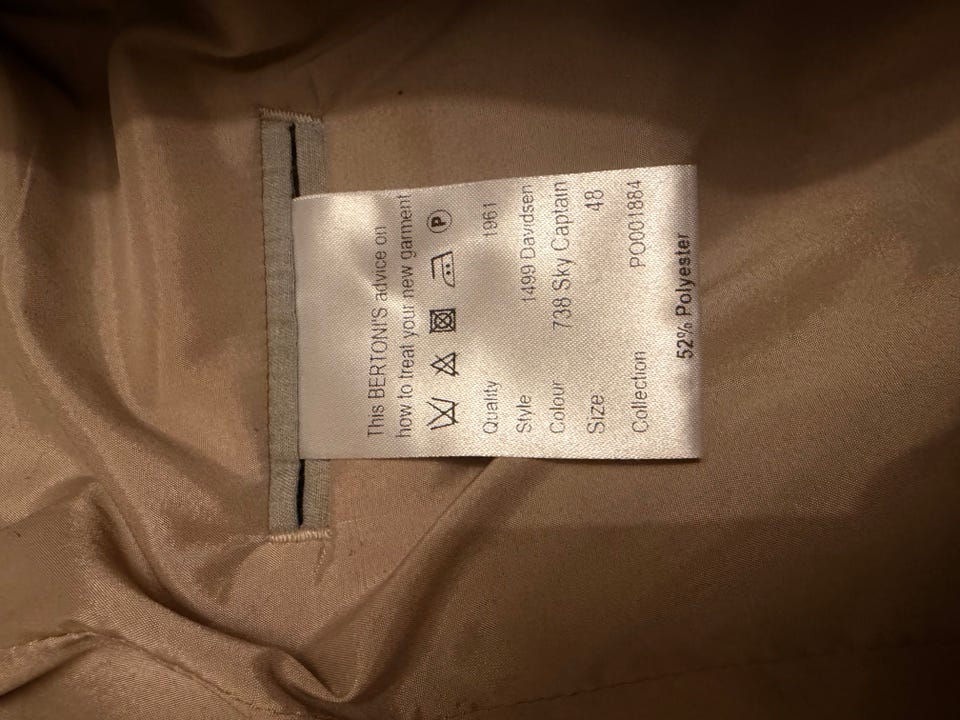 This BERTONI'S advice on
how to treat your new garment
P
Quality 1961
Style 1499 Davidsen
Colour 738 Sky Captain
Size: 48
Collection PO001884
52% Polyester